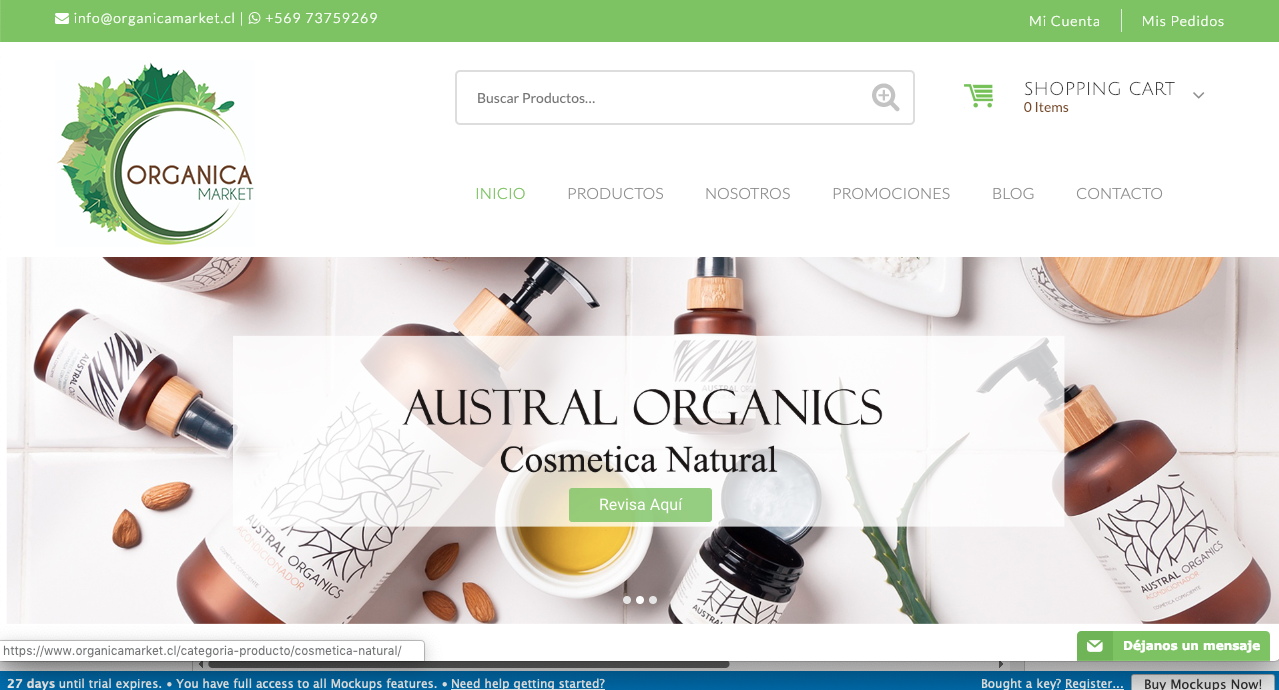 info@organicamarket.cl | +569 73759269
Mi Cuenta
Mis Pedidos
ORGANICA
MARKET
Buscar Productos...
SHOPPING CART
0 Items
INICIO
PRODUCTOS
NOSOTROS
PROMOCIONES
BLOG
CONTACTO
AUSTRAL ORGANICS
Cosmetica Natural
Revisa Aquí
AUSTRAL ORGANICS
ACONDICIONADOR
AUSTRAL ORGANICS
ACONDICIONADOR
COSMETICA CONSCIENTE
https://www.organicamarket.cl/categoria-producto/cosmetica-natural/
Déjanos un mensaje
27 days until trial expires. • You have full access to all Mockups features. • Need help getting started?
Bought a key? Register...
Buy Mockups Now!